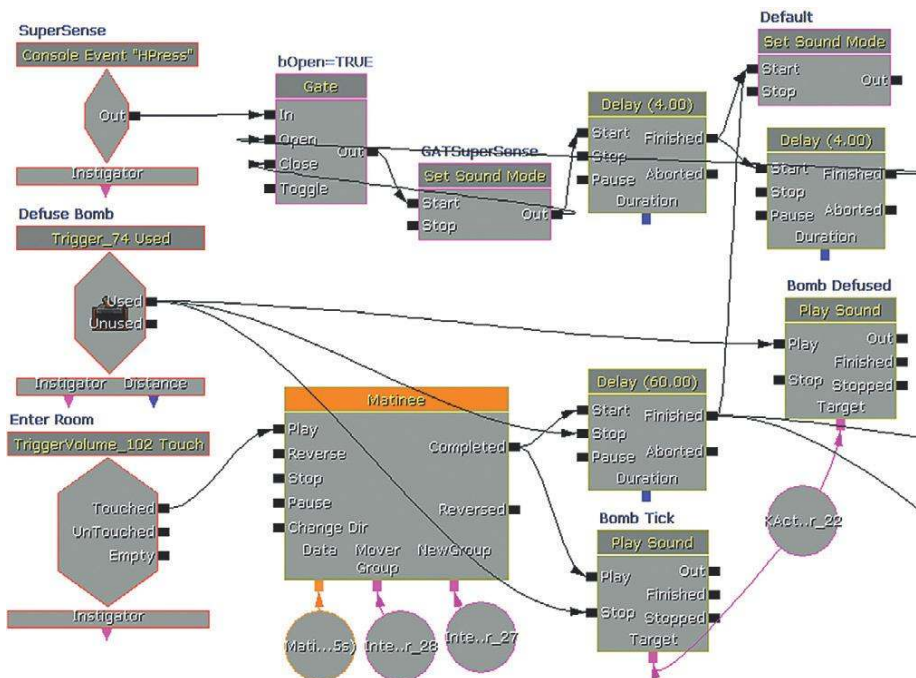 SuperSense
Console Event "HPress"
Out
Instigator
bOpen=TRUE
Gate
In
Open
Close
Toggle
Out
GATSuperSense
Set Sound Mode
Start
Stop
Out
Delay (4.00)
Start
Stop
Pause
Finished
Aborted
Duration
Default
Set Sound Mode
Start
Stop
Out
Delay (4.00)
Start
Stop
Pause
Finished
Aborted
Duration
Defuse Bomb
Trigger_74 Used
Used
Unused
Instigator Distance
Bomb Defused
Play Sound
Play
Stop
Out
Finished
Stopped
Target
Enter Room
TriggerVolume_102 Touch
Touched
UnTouched
Empty
Instigator
Matinee
Play
Reverse
Stop
Pause
Change Dir
Completed
Reversed
Data Mover NewGroup
Group
Mati...5s)
Inte..r_28
Inte..r_27
Delay (60.00)
Start
Stop
Pause
Finished
Aborted
Duration
Bomb Tick
Play Sound
Play
Stop
Out
Finished
Stopped
Target
KAct..r_22